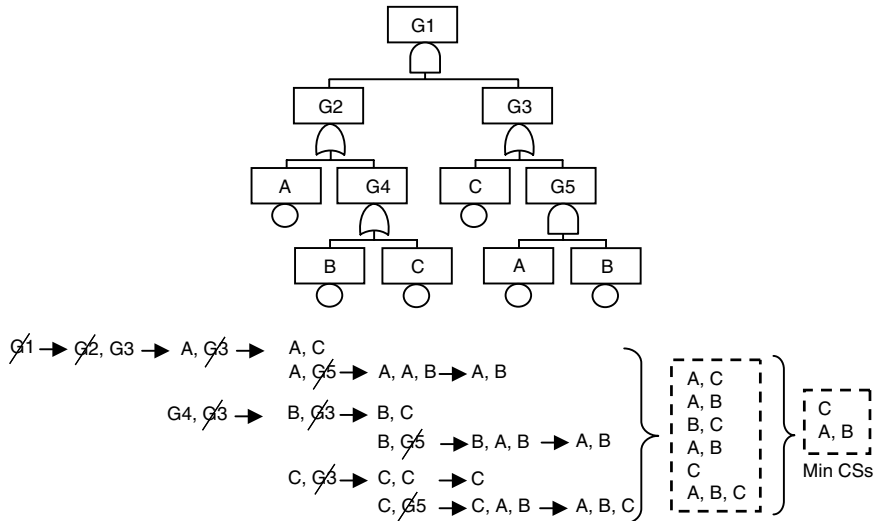 G1
G2 G3
A G4 C G5
B C A B
G1 → G2, G3 → A, G3 → A, C
A, G5 → A, A, B → A, B
G4, G3 → B, G3 → B, C
B, G5 → B, A, B → A, B
C, G3 → C, C → C
C, G5 → C, A, B → A, B, C
A, C
A, B
B, C
A, B
C
A, B, C
C
A, B
Min CSs